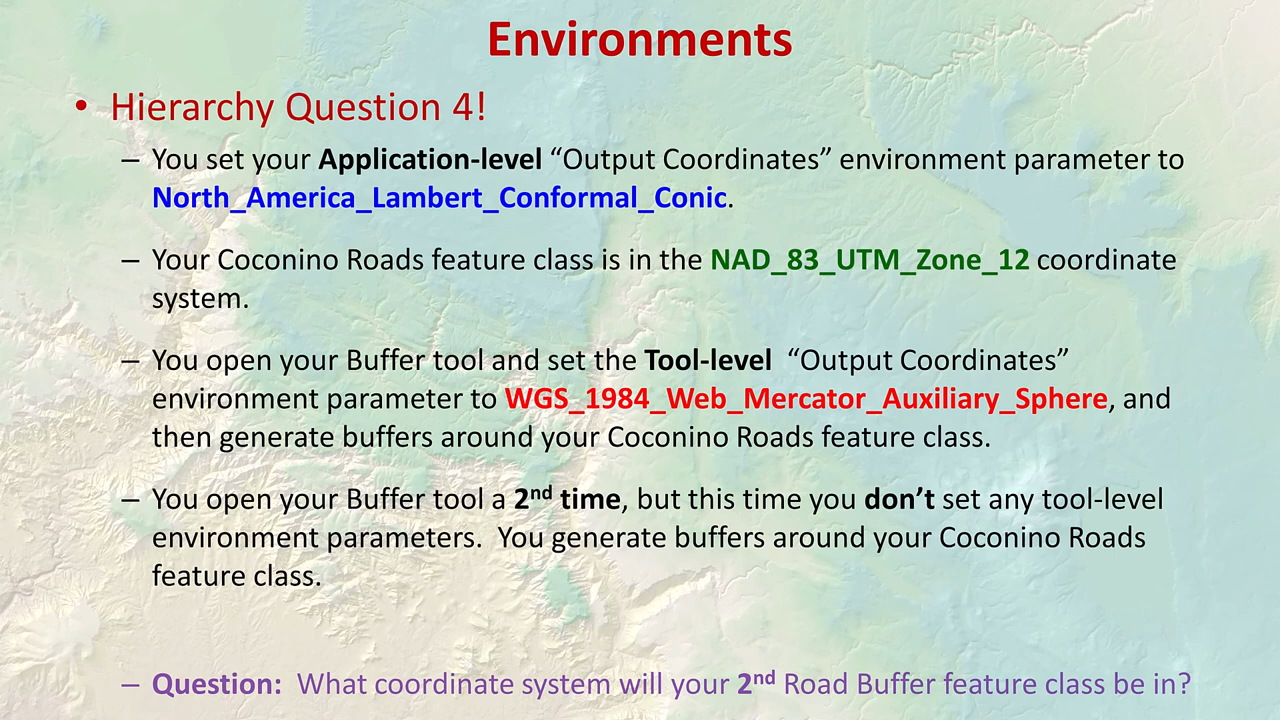 Environments
• Hierarchy Question 4!
– You set your Application-level “Output Coordinates” environment parameter to
North_America_Lambert_Conformal_Conic.
– Your Coconino Roads feature class is in the NAD_83_UTM_Zone_12 coordinate
system.
– You open your Buffer tool and set the Tool-level “Output Coordinates”
environment parameter to WGS_1984_Web_Mercator_Auxiliary_Sphere, and
then generate buffers around your Coconino Roads feature class.
– You open your Buffer tool a 2nd time, but this time you don’t set any tool-level
environment parameters. You generate buffers around your Coconino Roads
feature class.
– Question: What coordinate system will your 2nd Road Buffer feature class be in?